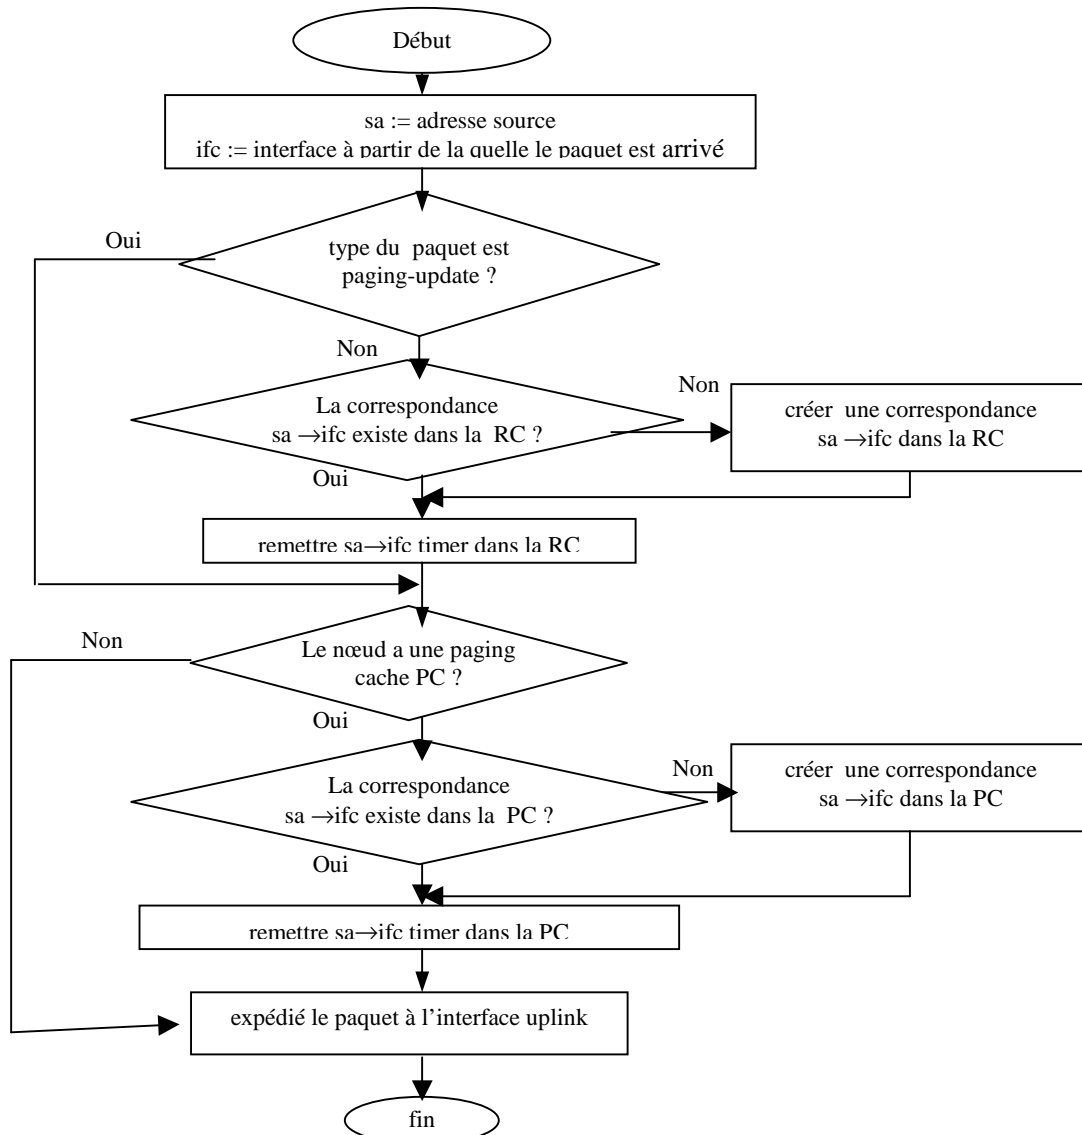 Début
sa := adresse source
ifc := interface à partir de la quelle le paquet est arrivé
Oui
type du paquet est
paging-update ?
Non
La correspondance
sa →ifc existe dans la RC ?
Non
créer une correspondance
sa →ifc dans la RC
Oui
remettre sa→ifc timer dans la RC
Non
Le nœud a une paging
cache PC ?
Oui
La correspondance
sa →ifc existe dans la PC ?
Non
créer une correspondance
sa →ifc dans la PC
Oui
remettre sa→ifc timer dans la PC
expédié le paquet à l’interface uplink
fin